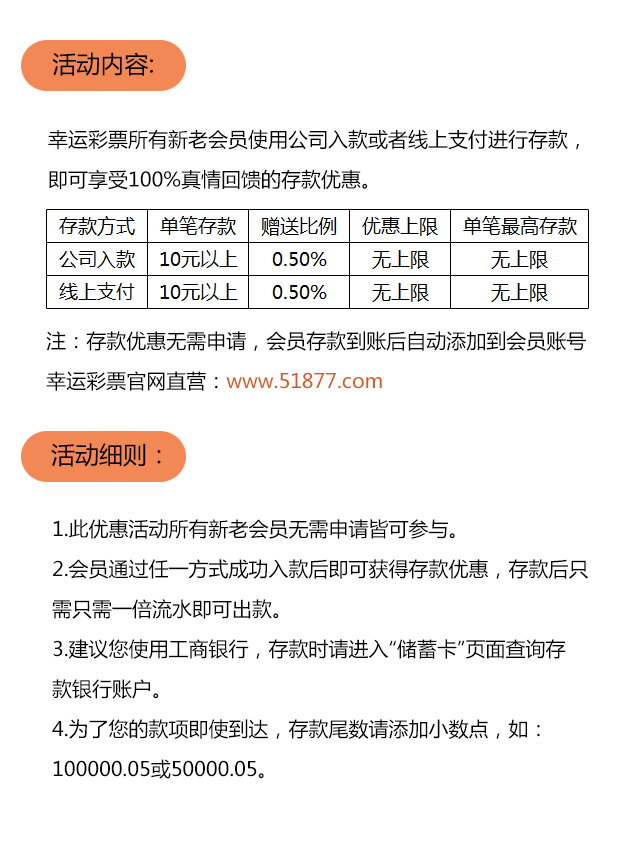 活动内容:
幸运彩票所有新老会员使用公司入款或者线上支付进行存款，
即可享受100%真情回馈的存款优惠。
存款方式 单笔存款 赠送比例 优惠上限 单笔最高存款
公司入款 10元以上 0.50% 无上限 无上限
线上支付 10元以上 0.50% 无上限 无上限
注：存款优惠无需申请，会员存款到账后自动添加到会员账号
幸运彩票官网直营：www.51877.com
活动细则：
1.此优惠活动所有新老会员无需申请皆可参与。
2.会员通过任一方式成功入款后即可获得存款优惠，存款后只
需只需一倍流水即可出款。
3.建议您使用工商银行，存款时请进入“储蓄卡”页面查询存
款银行账户。
4.为了您的款项即使到达，存款尾数请添加小数点，如：
100000.05或50000.05。